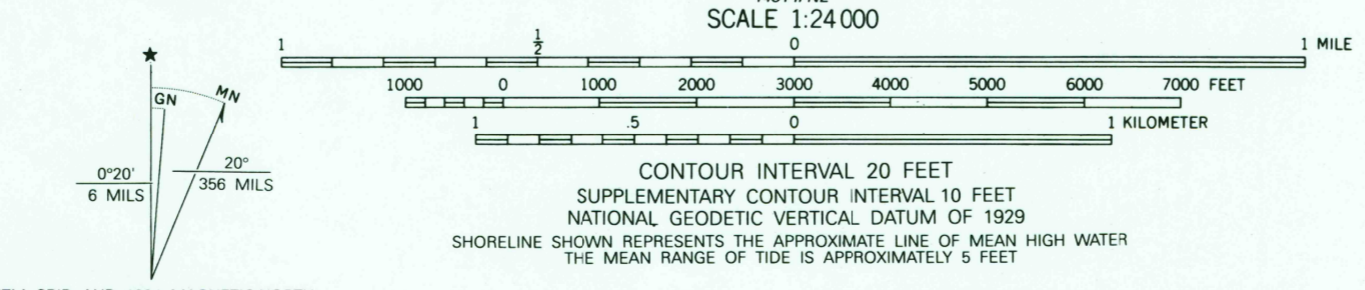 SCALE 1:24 000
1 ½ 0 1 MILE
1000 0 1000 2000 3000 4000 5000 6000 7000 FEET
1 .5 0 1 KILOMETER
CONTOUR INTERVAL 20 FEET
SUPPLEMENTARY CONTOUR INTERVAL 10 FEET
NATIONAL GEODETIC VERTICAL DATUM OF 1929
SHORELINE SHOWN REPRESENTS THE APPROXIMATE LINE OF MEAN HIGH WATER
THE MEAN RANGE OF TIDE IS APPROXIMATELY 5 FEET
★
GN
MN
0°20'
6 MILS
20°
356 MILS